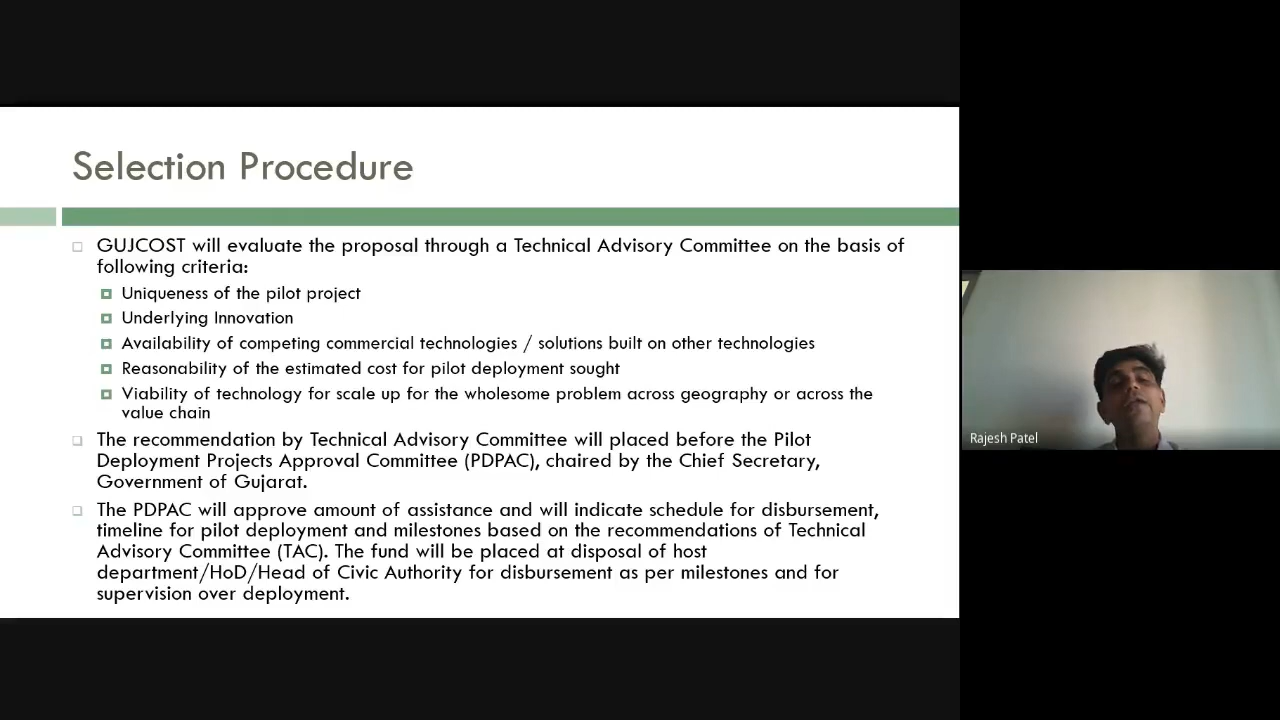 Selection Procedure
GUJCOST will evaluate the proposal through a Technical Advisory Committee on the basis of
following criteria:
Uniqueness of the pilot project
Underlying Innovation
Availability of competing commercial technologies / solutions built on other technologies
Reasonability of the estimated cost for pilot deployment sought
Viability of technology for scale up for the wholesome problem across geography or across the
value chain
The recommendation by Technical Advisory Committee will placed before the Pilot
Deployment Projects Approval Committee (PDPAC), chaired by the Chief Secretary,
Government of Gujarat.
The PDPAC will approve amount of assistance and will indicate schedule for disbursement,
timeline for pilot deployment and milestones based on the recommendations of Technical
Advisory Committee (TAC). The fund will be placed at disposal of host
department/HoD/Head of Civic Authority for disbursement as per milestones and for
supervision over deployment.
Rajesh Patel